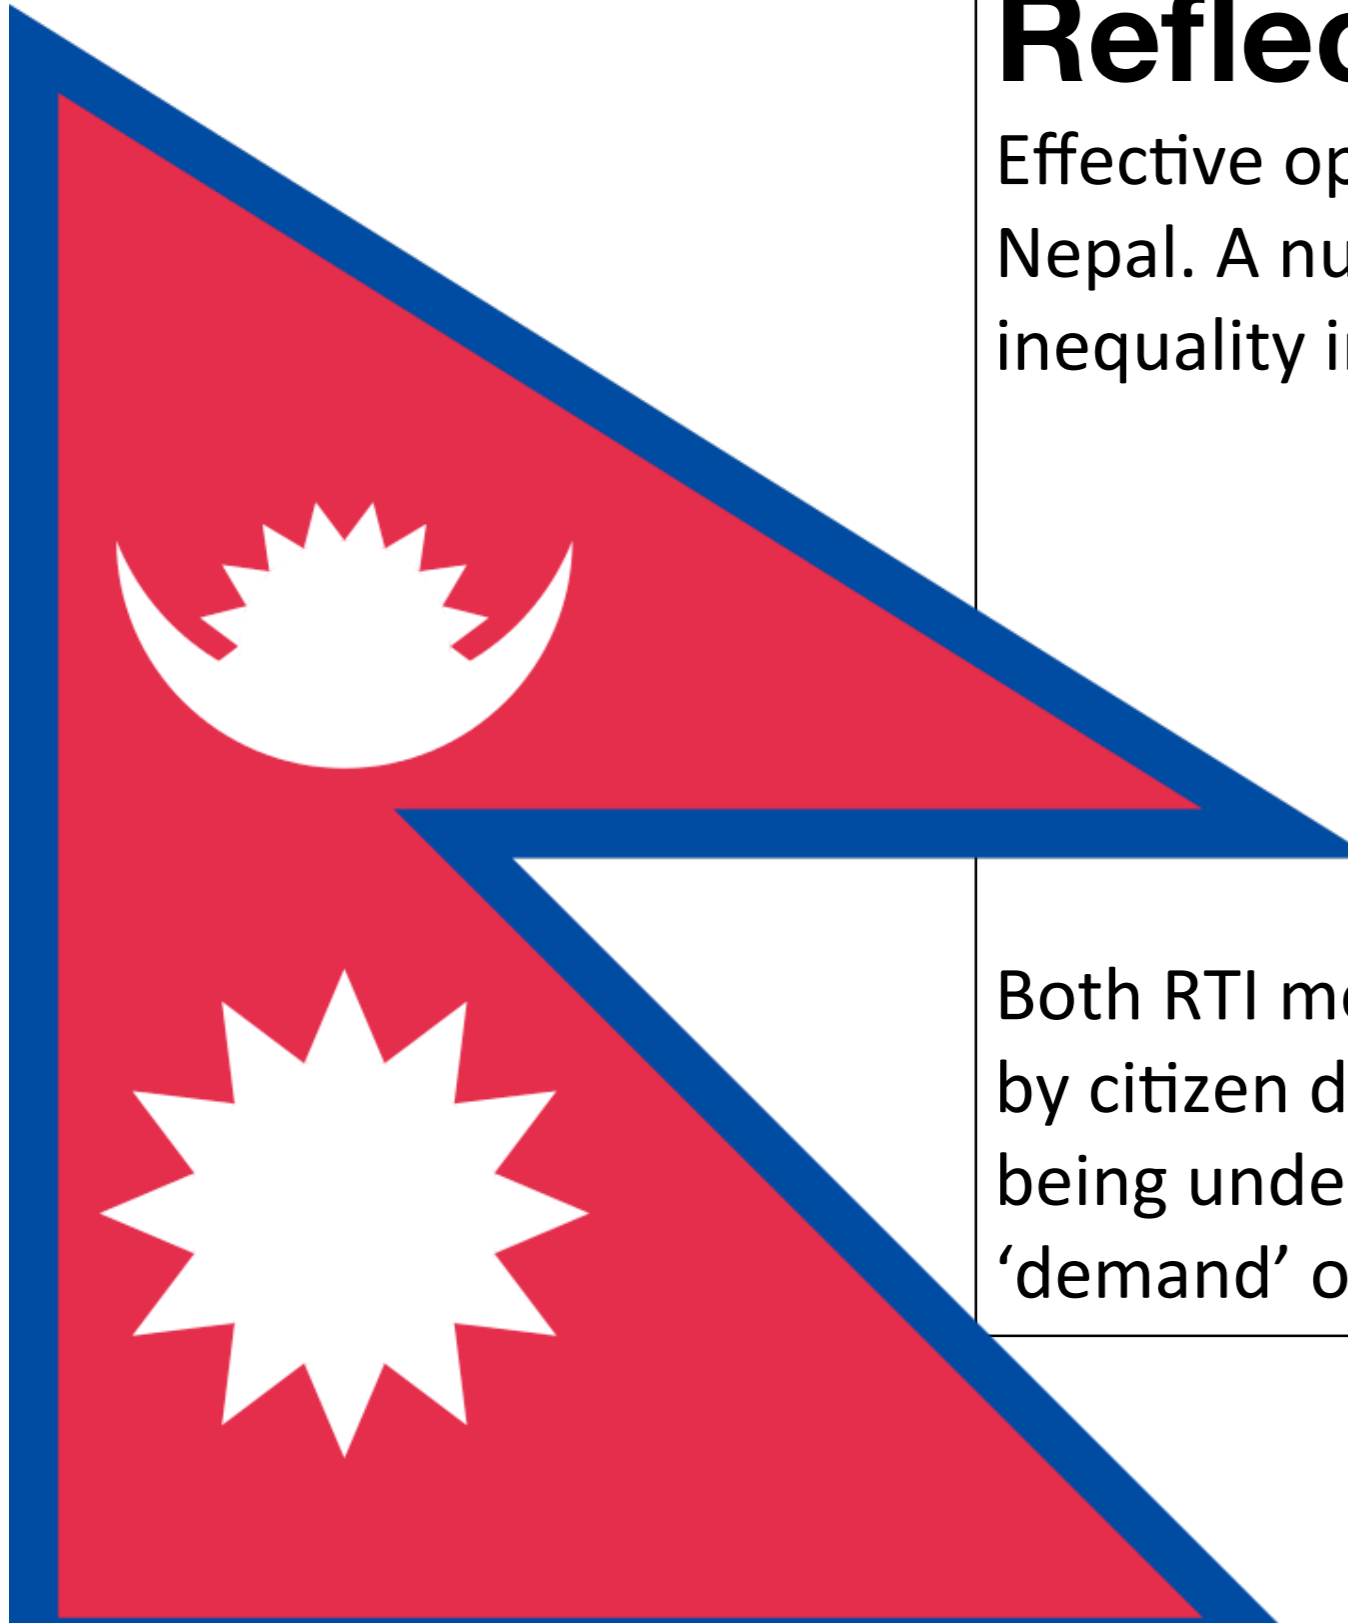 Reflec
Effective op
Nepal. A nu
inequality i
Both RTI m
by citizen d
being unde
‘demand’ o